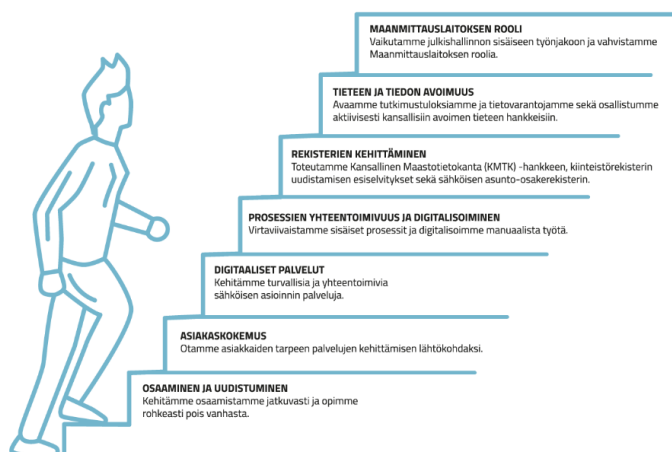 MAANMITTAUSLAITOKSEN ROOLI
Vaikutamme julkishallinnon sisäiseen työnjakoon ja vahvistamme
Maanmittauslaitoksen roolia.
TIETEEN JA TIEDON AVOIMUUS
Avaamme tutkimustuloksiamme ja tietovarantojamme sekä osallistumme
aktiivisesti kansallisiin avoimen tieteen hankkeisiin.
REKISTERIEN KEHITTÄMINEN
Toteutamme Kansallinen Maastotietokanta (KMTK) -hankkeen, kiinteistörekisterin
uudistamisen esiselvitykset sekä sähköisen asunto-osakerekisterin.
PROSESSIEN YHTEENTOIMIVUUS JA DIGITALISOIMINEN
Virtaviivaistamme sisäiset prosessit ja digitalisoimme manuaalista työtä.
DIGITAALISET PALVELUT
Kehitämme turvallisia ja yhteentoimivia
sähköisen asioinnin palveluja.
ASIAKASKOKEMUS
Otamme asiakkaiden tarpeen palvelujen kehittämisen lähtökohdaksi.
OSAAMINEN JA UUDISTUMINEN
Kehitämme osaamistamme jatkuvasti ja opimme
rohkeasti pois vanhasta.